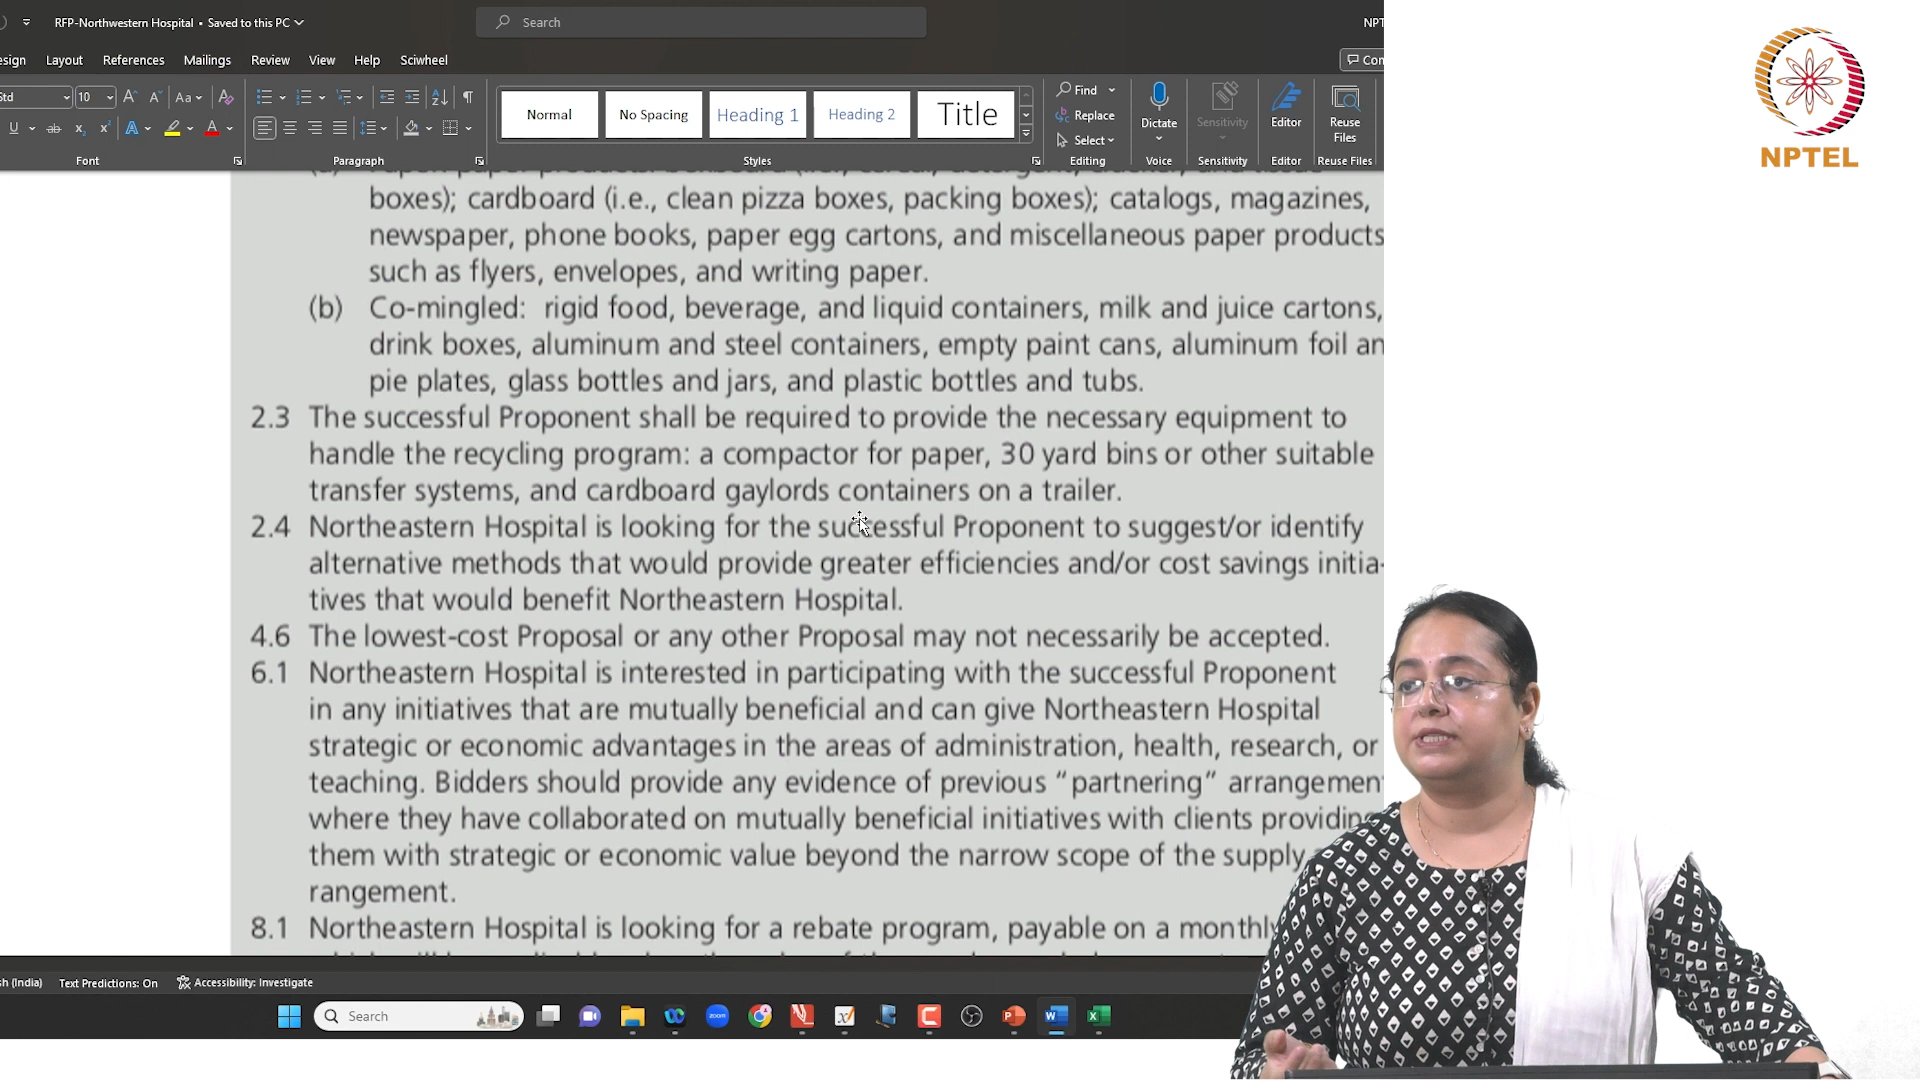 RFP-Northwestern Hospital • Saved to this PC
Search
NPT
esign Layout References Mailings Review View Help Sciwheel
Com
Std 10 Aa
Normal
No Spacing
Heading 1
Heading 2
Title
Find
Replace
Select
Dictate
Sensitivity
Editor
Reuse
Files
Font
Paragraph
Styles
Editing
Voice
Sensitivity
Editor
Reuse Files
NPTEL
boxes); cardboard (i.e., clean pizza boxes, packing boxes); catalogs, magazines,
newspaper, phone books, paper egg cartons, and miscellaneous paper products
such as flyers, envelopes, and writing paper.
(b) Co-mingled: rigid food, beverage, and liquid containers, milk and juice cartons,
drink boxes, aluminum and steel containers, empty paint cans, aluminum foil an
pie plates, glass bottles and jars, and plastic bottles and tubs.
2.3 The successful Proponent shall be required to provide the necessary equipment to
handle the recycling program: a compactor for paper, 30 yard bins or other suitable
transfer systems, and cardboard gaylords containers on a trailer.
2.4 Northeastern Hospital is looking for the successful Proponent to suggest/or identify
alternative methods that would provide greater efficiencies and/or cost savings initia-
tives that would benefit Northeastern Hospital.
4.6 The lowest-cost Proposal or any other Proposal may not necessarily be accepted.
6.1 Northeastern Hospital is interested in participating with the successful Proponent
in any initiatives that are mutually beneficial and can give Northeastern Hospital
strategic or economic advantages in the areas of administration, health, research, or
teaching. Bidders should provide any evidence of previous “partnering” arrangemen
where they have collaborated on mutually beneficial initiatives with clients providin
them with strategic or economic value beyond the narrow scope of the supply
rangement.
8.1 Northeastern Hospital is looking for a rebate program, payable on a monthly
sh (India) Text Predictions: On Accessibility: Investigate
Search